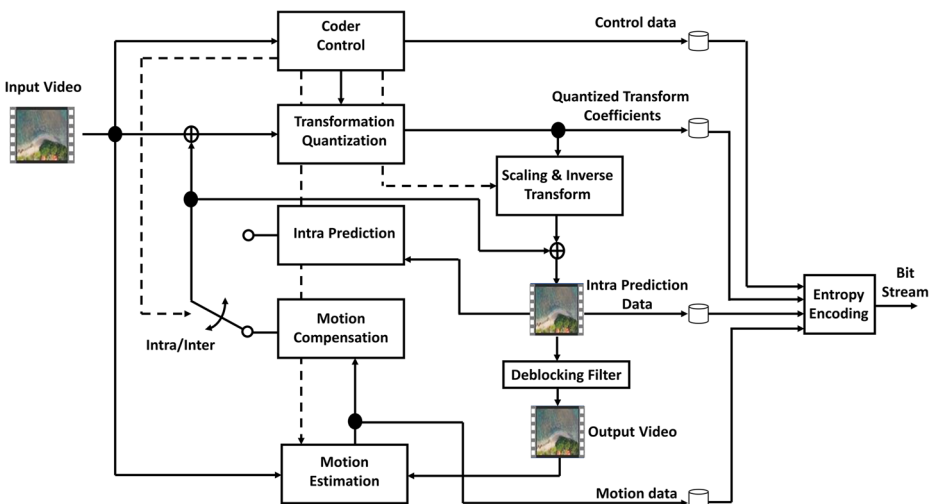 Coder
Control
Control data
Input Video
Transformation
Quantization
Quantized Transform
Coefficients
Scaling & Inverse
Transform
Intra Prediction
Intra Prediction
Data
Bit
Stream
Entropy
Encoding
Motion
Compensation
Intra/Inter
Deblocking Filter
Output Video
Motion
Estimation
Motion data